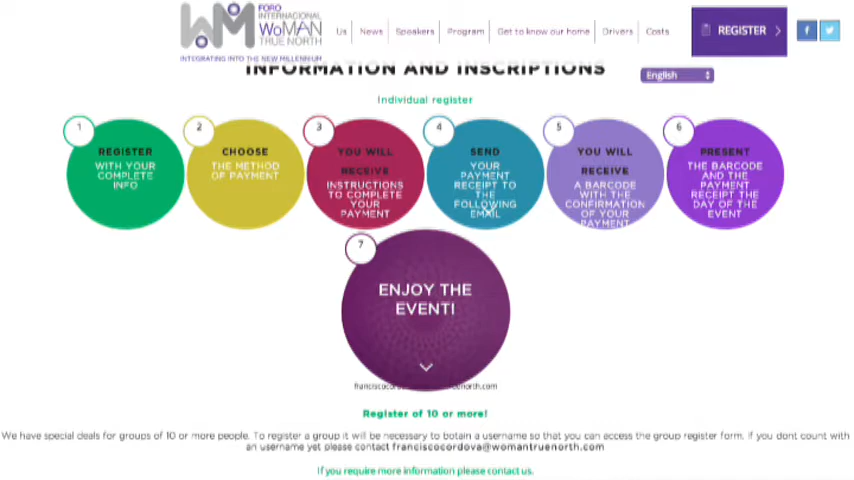 FORO
INTERNACIONAL
WoMAN
TRUE NORTH
INTEGRATING INTO THE NEW MILLENNIUM
Us
News
Speakers
Program
Get to know our home
Drivers
Costs
REGISTER
INFORMATION AND INSCRIPTIONS
English
Individual register
1
REGISTER
WITH YOUR
COMPLETE
INFO
2
CHOOSE
THE METHOD
OF PAYMENT
3
YOU WILL
RECEIVE
INSTRUCTIONS
TO COMPLETE
YOUR
PAYMENT
4
SEND
YOUR
PAYMENT
RECEIPT TO
THE
FOLLOWING
EMAIL
5
YOU WILL
RECEIVE
A BARCODE
WITH THE
CONFIRMATION
OF YOUR
PAYMENT
6
PRESENT
THE BARCODE
AND THE
PAYMENT
RECEIPT THE
DAY OF THE
EVENT
7
ENJOY THE
EVENT!
Register of 10 or more!
We have special deals for groups of 10 or more people. To register a group it will be necessary to botain a username so that you can access the group register form. if you dont count with
an username yet please contact franciscocordova@womantruenorth.com
If you require more information please contact us.